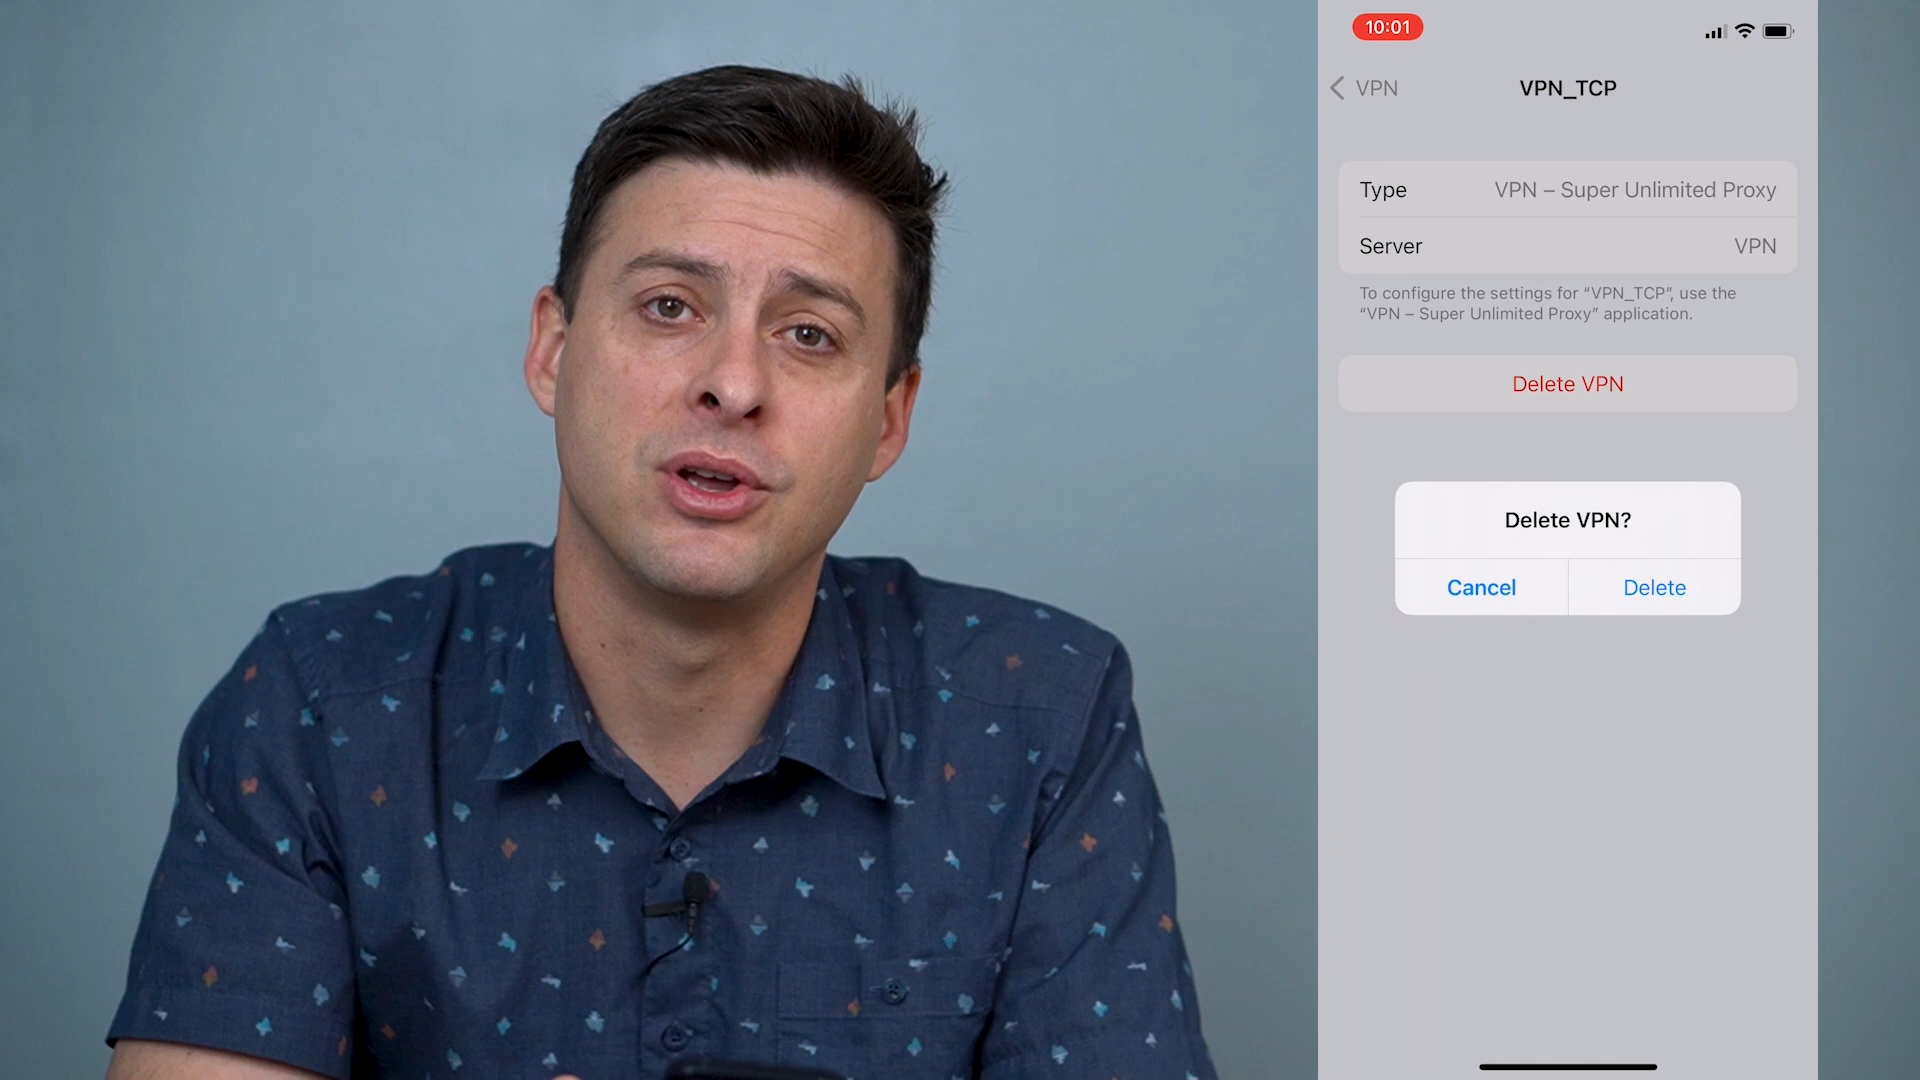 10:01
VPN
VPN_TCP
Type
VPN – Super Unlimited Proxy
Server
VPN
To configure the settings for “VPN_TCP”, use the
“VPN – Super Unlimited Proxy” application.
Delete VPN
Delete VPN?
Cancel
Delete